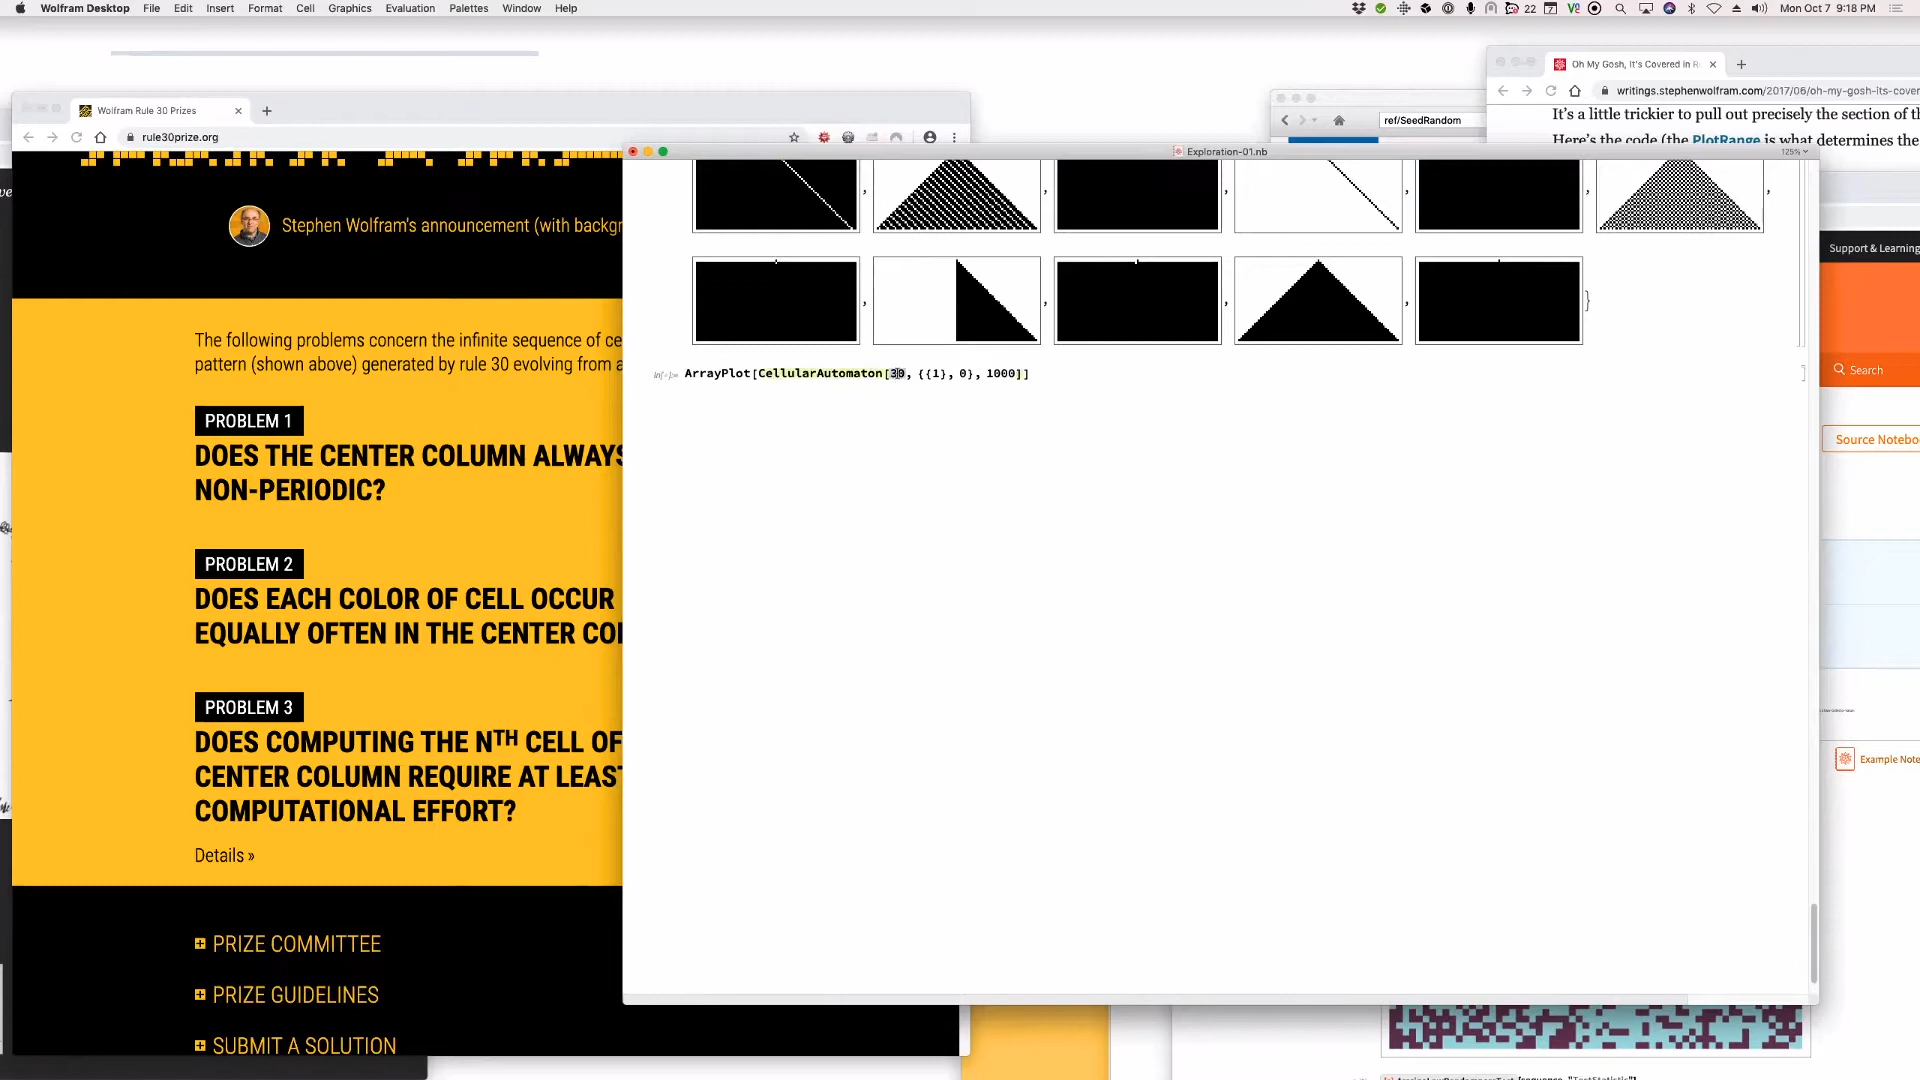 Wolfram Desktop File Edit Insert Format Cell Graphics Evaluation Palettes Window Help
22 Mon Oct 7 9:18 PM
Oh My Gosh, It's Covered in R
writings.stephenwolfram.com/2017/06/oh-my-gosh-its-cover
Wolfram Rule 30 Prizes
ref/SeedRandom
It's a little trickier to pull out precisely the section of th
Here's the code (the PlotRange is what determines the
rule30prize.org
Exploration-01.nb
125%
Stephen Wolfram's announcement (with backgr
Support & Learning
The following problems concern the infinite sequence of ce
pattern (shown above) generated by rule 30 evolving from a
, , , , , ,
, , , , }
ArrayPlot[CellularAutomaton[30, {{1}, 0}, 1000]]
Search
PROBLEM 1
DOES THE CENTER COLUMN ALWAYS
NON-PERIODIC?
Source Notebo
PROBLEM 2
DOES EACH COLOR OF CELL OCCUR
EQUALLY OFTEN IN THE CENTER CO
PROBLEM 3
DOES COMPUTING THE NTH CELL OF
CENTER COLUMN REQUIRE AT LEAST
COMPUTATIONAL EFFORT?
Example Note
Details »
PRIZE COMMITTEE
PRIZE GUIDELINES
SUBMIT A SOLUTION